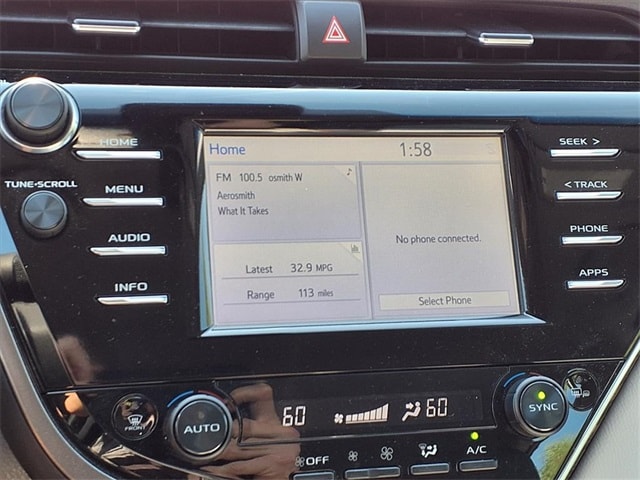 HOME
TUNE•SCROLL
MENU
AUDIO
INFO
Home 1:58
FM 100.5 osmith W
Aerosmith
What It Takes
Latest 32.9 MPG
Range 113 miles
No phone connected.
Select Phone
SEEK >
< TRACK
PHONE
APPS
FRONT
AUTO
60
60
SYNC
OFF
A/C